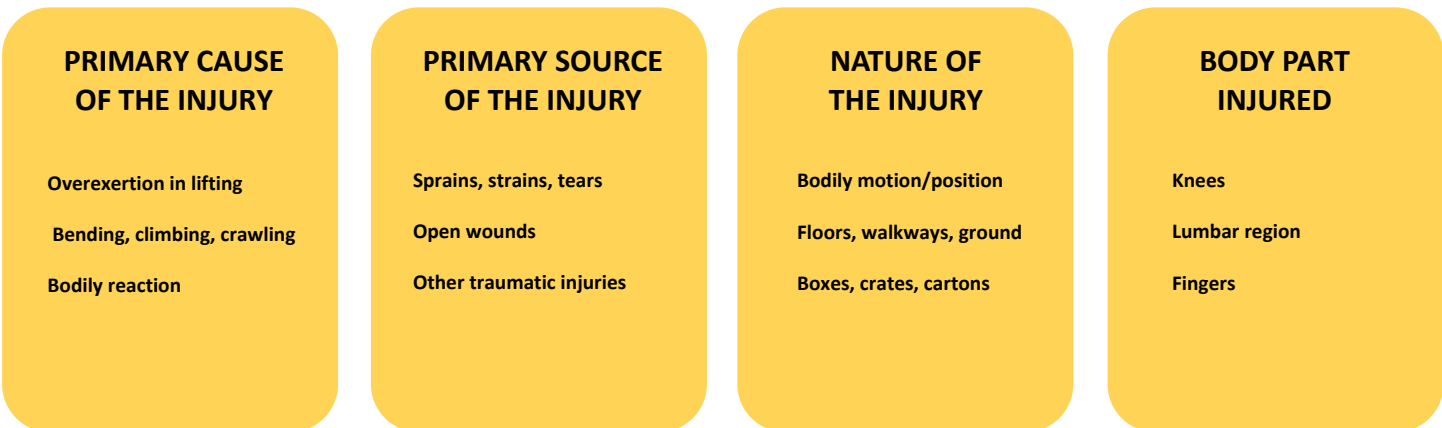 PRIMARY CAUSE
OF THE INJURY
Overexertion in lifting
Bending, climbing, crawling
Bodily reaction
PRIMARY SOURCE
OF THE INJURY
Sprains, strains, tears
Open wounds
Other traumatic injuries
NATURE OF
THE INJURY
Bodily motion/position
Floors, walkways, ground
Boxes, crates, cartons
BODY PART
INJURED
Knees
Lumbar region
Fingers